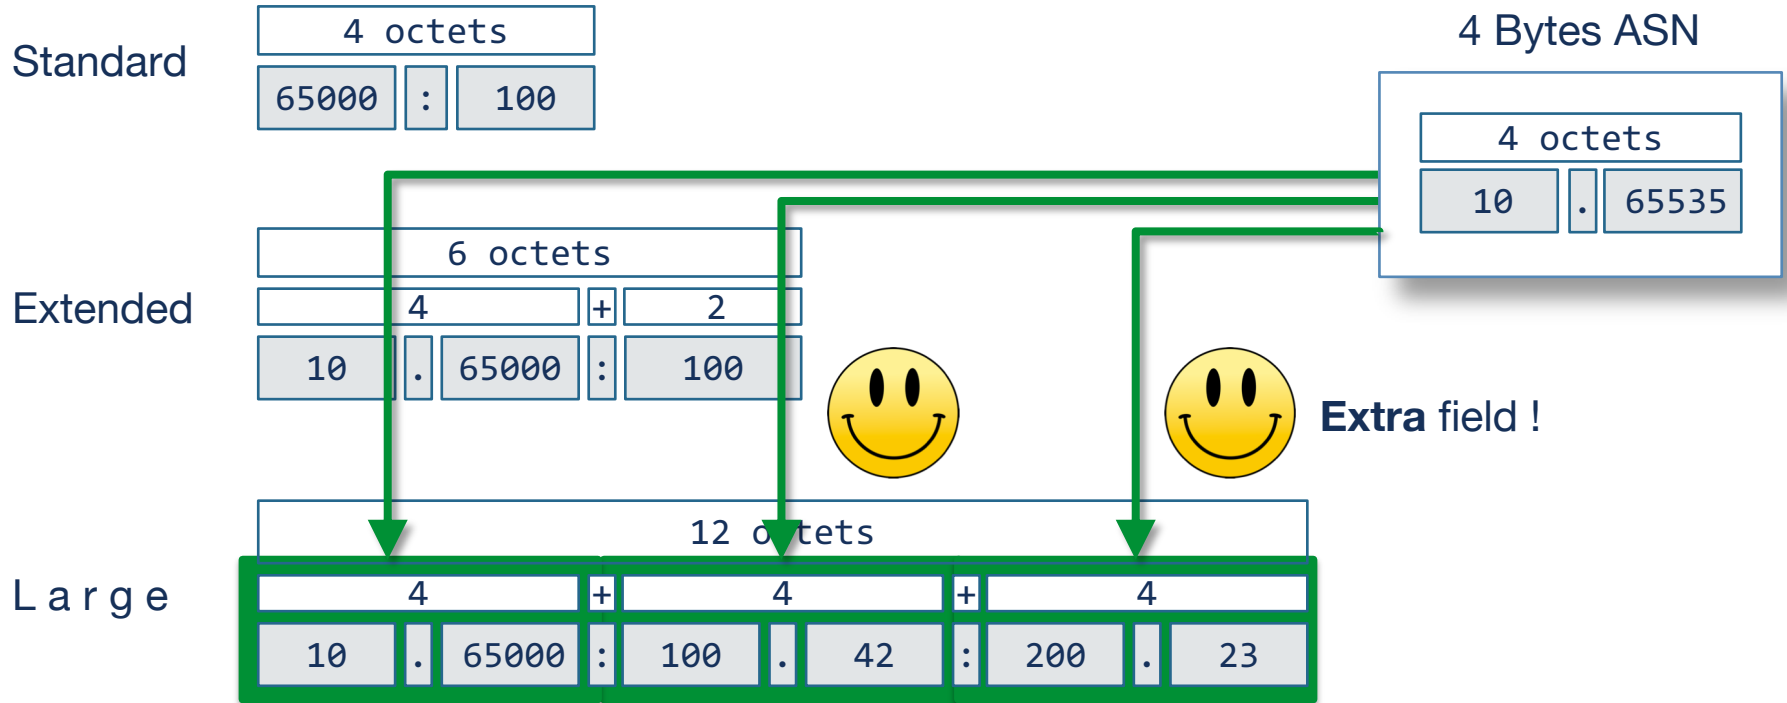 4 octets
Standard
65000 : 100
4 Bytes ASN
4 octets
10 . 65535
6 octets
Extended
4 + 2
10 . 65000 : 100
Extra field !
12 octets
Large
4 + 4 + 4
10 . 65000 : 100 . 42 : 200 . 23